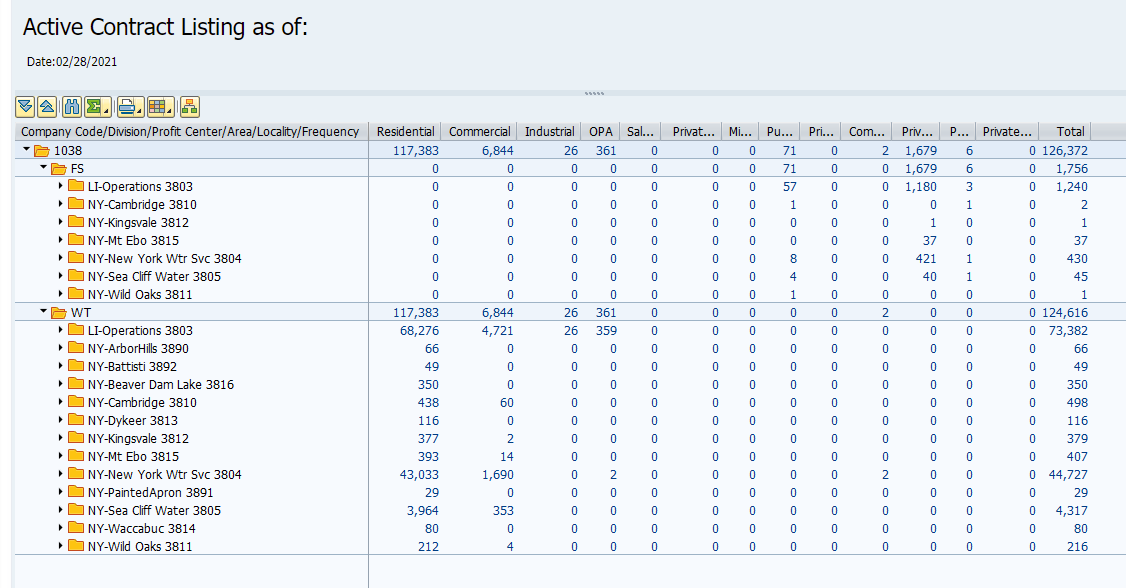 Active Contract Listing as of:
Date:02/28/2021
Company Code/Division/Profit Center/Area/Locality/Frequency Residential Commercial Industrial OPA Sal... Privat... Mi... Pu... Pri... Com... Priv... P... Private... Total
1038 117,383 6,844 26 361 0 0 0 71 0 2 1,679 6 0 126,372
FS 0 0 0 0 0 0 0 71 0 0 1,679 6 0 1,756
LI-Operations 3803 0 0 0 0 0 0 0 57 0 0 1,180 3 0 1,240
NY-Cambridge 3810 0 0 0 0 0 0 0 1 0 0 0 1 0 2
NY-Kingsvale 3812 0 0 0 0 0 0 0 0 0 0 1 0 0 1
NY-Mt Ebo 3815 0 0 0 0 0 0 0 0 0 0 37 0 0 37
NY-New York Wtr Svc 3804 0 0 0 0 0 0 0 8 0 0 421 1 0 430
NY-Sea Cliff Water 3805 0 0 0 0 0 0 0 4 0 0 40 1 0 45
NY-Wild Oaks 3811 0 0 0 0 0 0 0 1 0 0 0 0 0 1
WT 117,383 6,844 26 361 0 0 0 0 0 2 0 0 0 124,616
LI-Operations 3803 68,276 4,721 26 359 0 0 0 0 0 0 0 0 0 73,382
NY-ArborHills 3890 66 0 0 0 0 0 0 0 0 0 0 0 0 66
NY-Battisti 3892 49 0 0 0 0 0 0 0 0 0 0 0 0 49
NY-Beaver Dam Lake 3816 350 0 0 0 0 0 0 0 0 0 0 0 0 350
NY-Cambridge 3810 438 60 0 0 0 0 0 0 0 0 0 0 0 498
NY-Dykeer 3813 116 0 0 0 0 0 0 0 0 0 0 0 0 116
NY-Kingsvale 3812 377 2 0 0 0 0 0 0 0 0 0 0 0 379
NY-Mt Ebo 3815 393 14 0 0 0 0 0 0 0 0 0 0 0 407
NY-New York Wtr Svc 3804 43,033 1,690 0 2 0 0 0 0 0 2 0 0 0 44,727
NY-PaintedApron 3891 29 0 0 0 0 0 0 0 0 0 0 0 0 29
NY-Sea Cliff Water 3805 3,964 353 0 0 0 0 0 0 0 0 0 0 0 4,317
NY-Waccabuc 3814 80 0 0 0 0 0 0 0 0 0 0 0 0 80
NY-Wild Oaks 3811 212 4 0 0 0 0 0 0 0 0 0 0 0 216